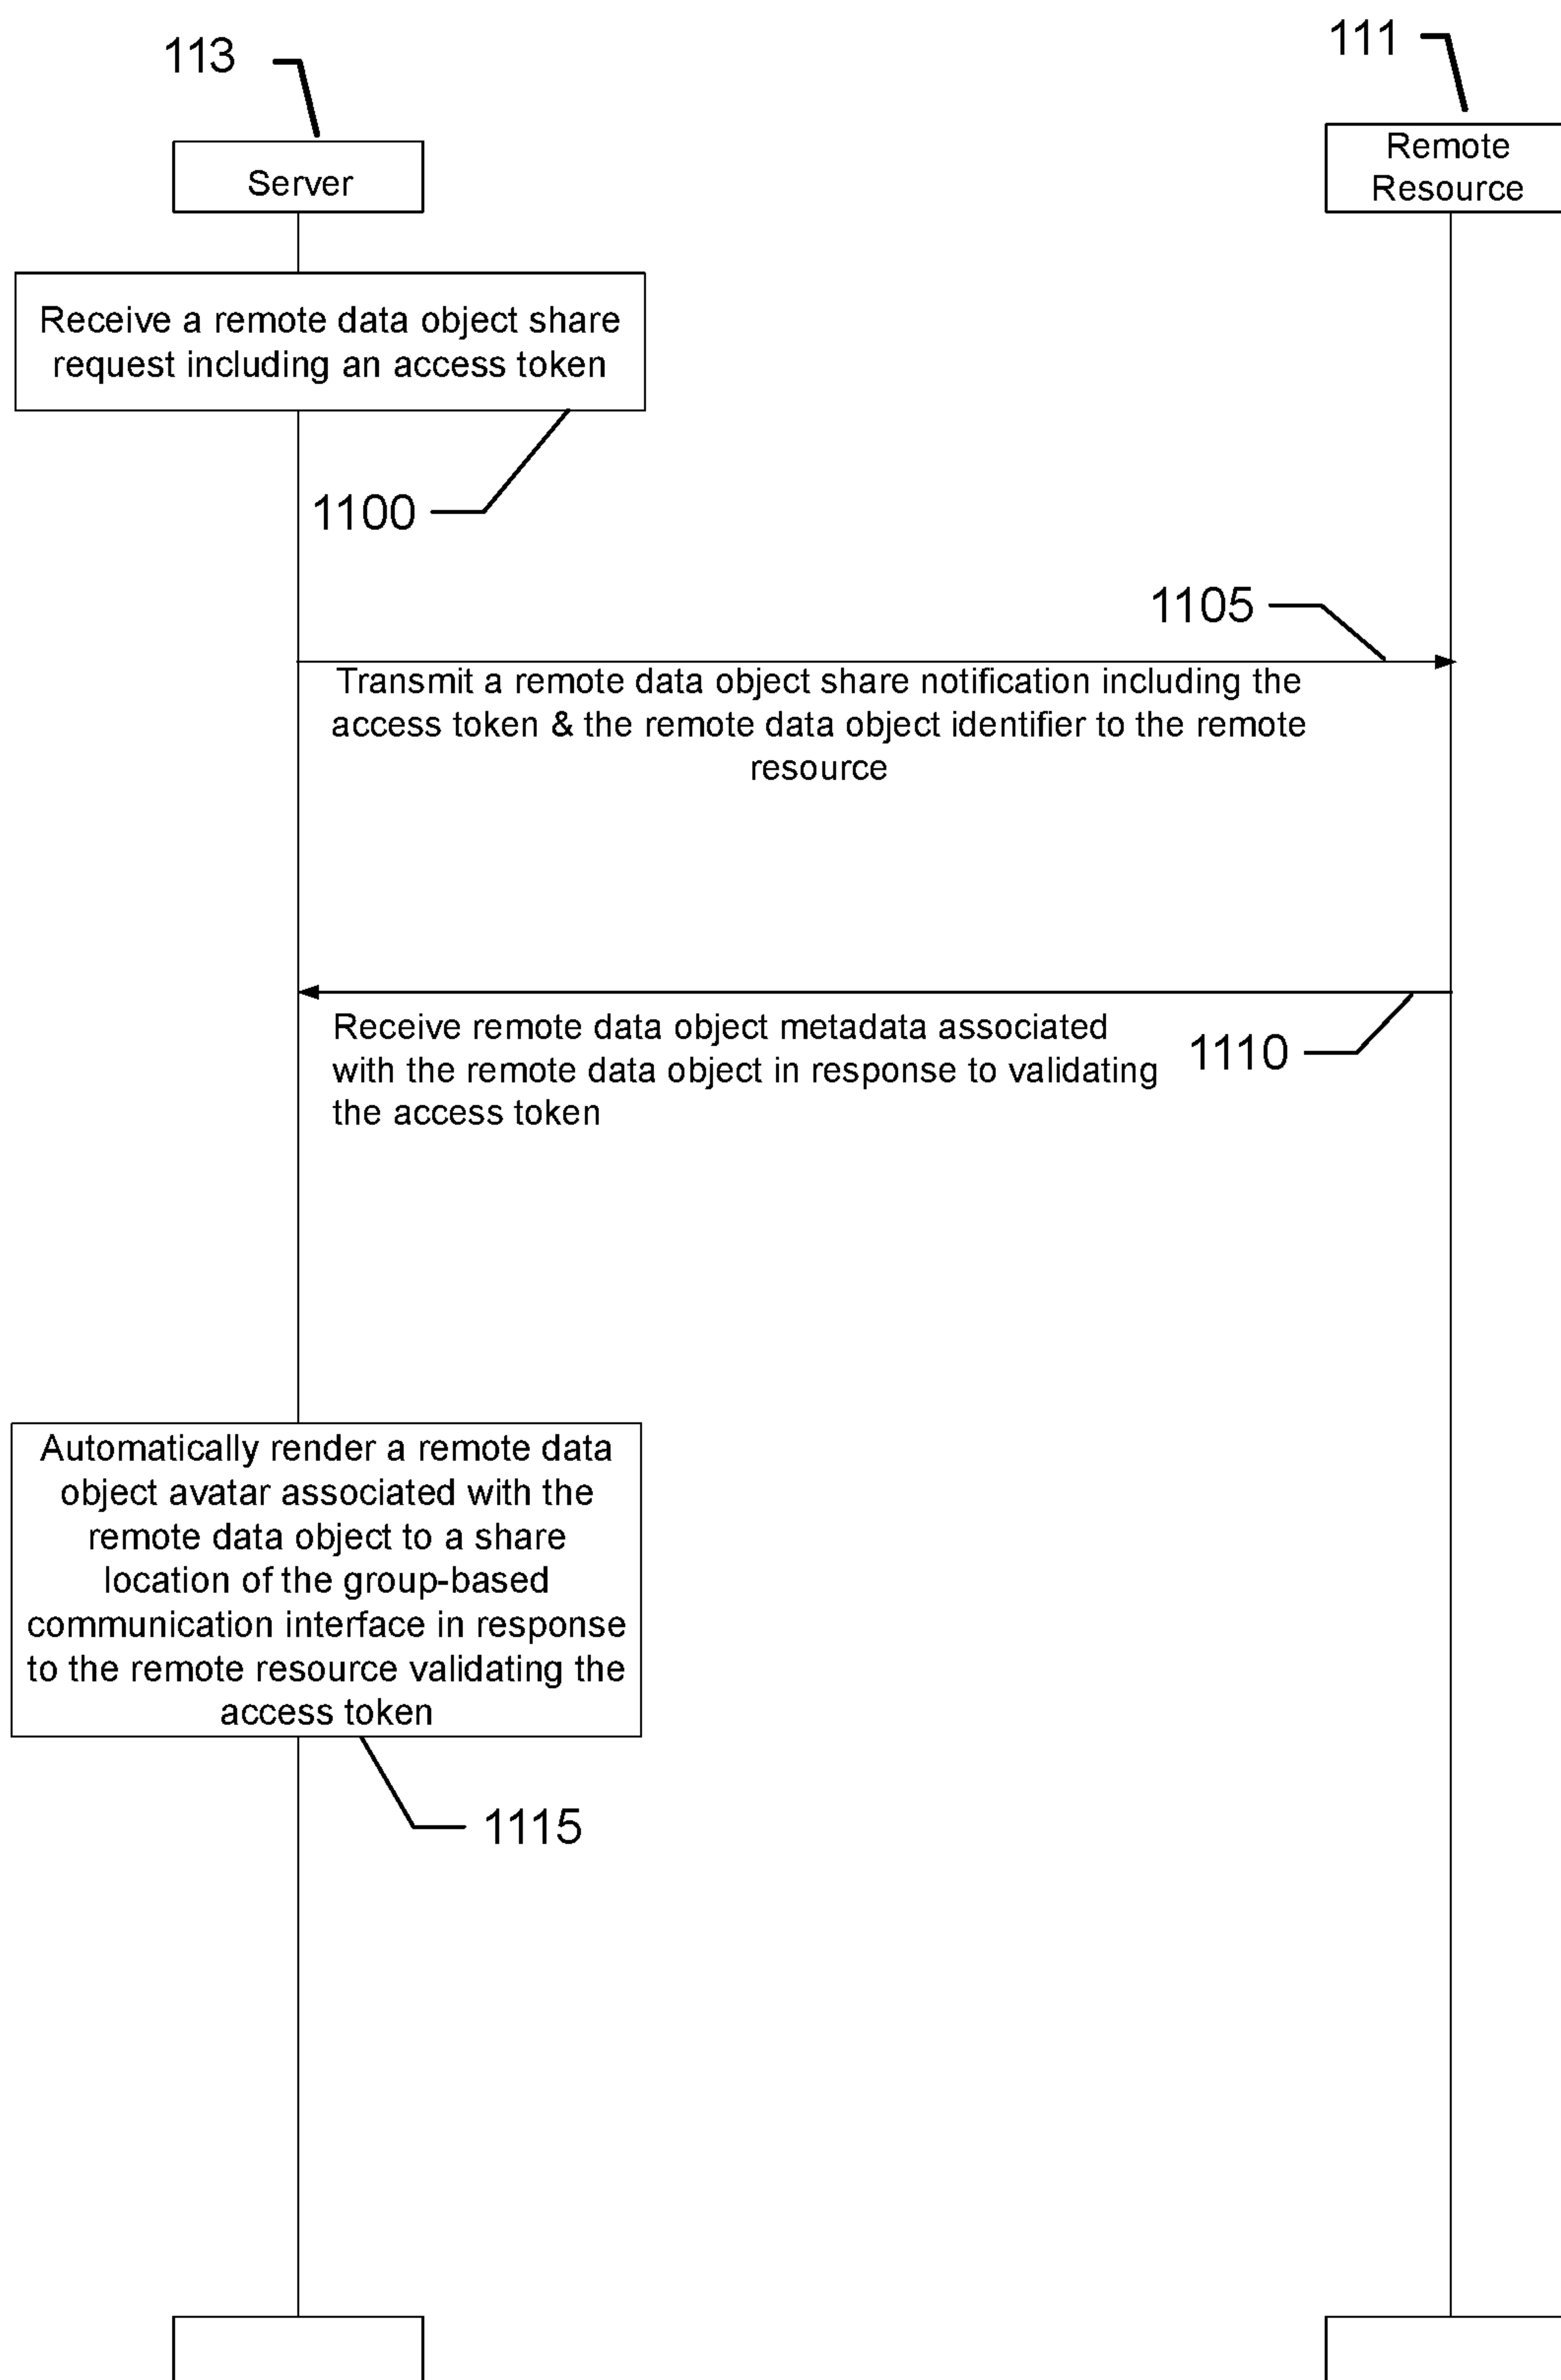 113
111
Server
Remote
Resource
Receive a remote data object share
request including an access token
1100
1105
Transmit a remote data object share notification including the
access token & the remote data object identifier to the remote
resource
Receive remote data object metadata associated
with the remote data object in response to validating
the access token
1110
Automatically render a remote data
object avatar associated with the
remote data object to a share
location of the group-based
communication interface in response
to the remote resource validating the
access token
1115